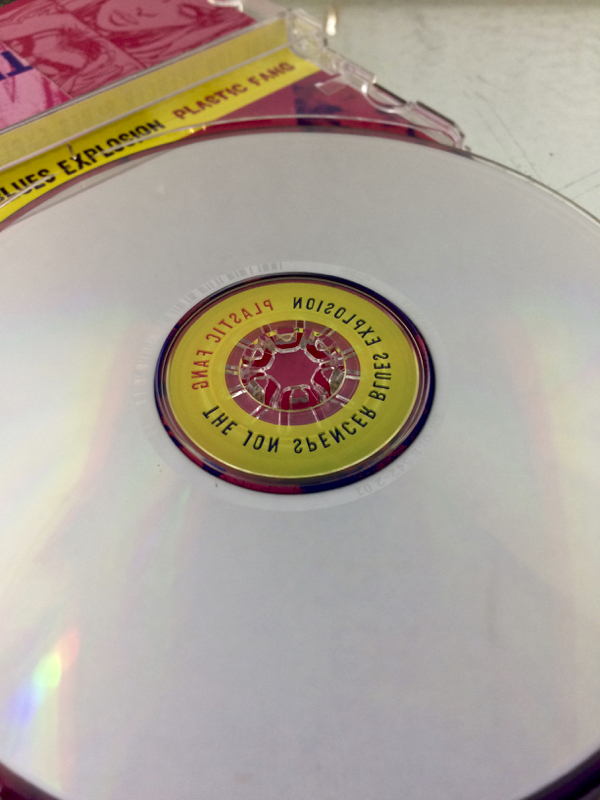 BLUES EXPLOSION PLASTIC FANG
THE JON SPENCER BLUES EXPLOSION
PLASTIC FANG